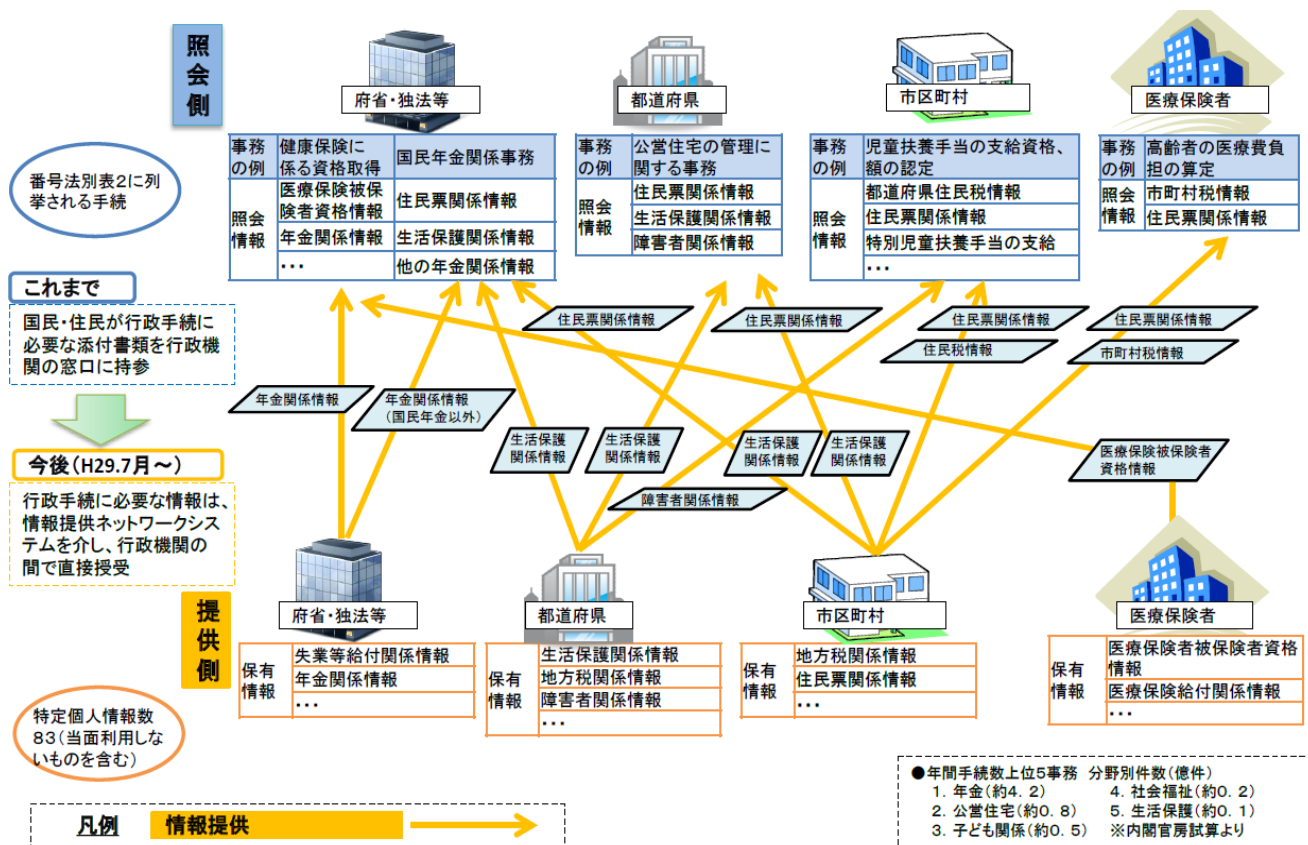 照会側
府省・独法等
都道府県
市区町村
医療保険者
番号法別表２に列
挙される手続
事務
の例
健康保険に
係る資格取得
国民年金関係事務
照会
情報
医療保険被保
険者資格情報
住民票関係情報
年金関係情報
生活保護関係情報
・・・
他の年金関係情報
事務
の例
公営住宅の管理に
関する事務
照会
情報
住民票関係情報
生活保護関係情報
障害者関係情報
事務
の例
児童扶養手当の支給資格、
額の認定
照会
情報
都道府県住民税情報
住民票関係情報
特別児童扶養手当の支給
・・・
事務
の例
高齢者の医療費負
担の算定
照会
情報
市町村税情報
住民票関係情報
これまで
国民・住民が行政手続に
必要な添付書類を行政機
関の窓口に持参
今後（H29.7月～）
行政手続に必要な情報は、
情報提供ネットワークシス
テムを介し、行政機関の
間で直接授受
住民票関係情報
住民票関係情報
住民票関係情報
住民票関係情報
住民税情報
市町村税情報
年金関係情報
年金関係情報
（国民年金以外）
生活保護
関係情報
生活保護
関係情報
生活保護
関係情報
生活保護
関係情報
医療保険被保険者
資格情報
障害者関係情報
提供側
府省・独法等
都道府県
市区町村
医療保険者
保有
情報
失業等給付関係情報
年金関係情報
・・・
保有
情報
生活保護関係情報
地方税関係情報
障害者関係情報
・・・
保有
情報
地方税関係情報
住民票関係情報
・・・
保有
情報
医療保険者被保険者資格
情報
医療保険給付関係情報
・・・
特定個人情報数
８３（当面利用しな
いものを含む）
凡例
情報提供
●年間手続数上位５事務　分野別件数（億件）
１．年金（約４．２）
４．社会福祉（約０．２）
２．公営住宅（約０．８）
５．生活保護（約０．１）
３．子ども関係（約０．５）
※内閣官房試算より